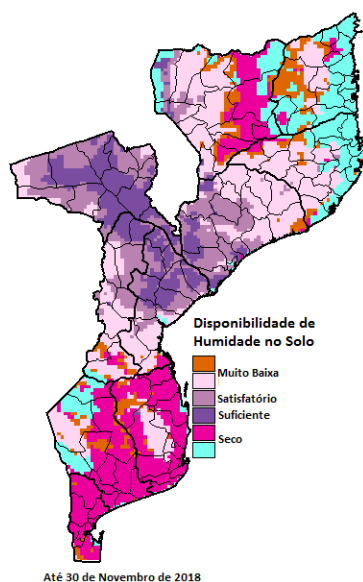 Disponibilidade de
Humidade no Solo
Muito Baixa
Satisfatório
Suficiente
Seco
Até 30 de Novembro de 2018